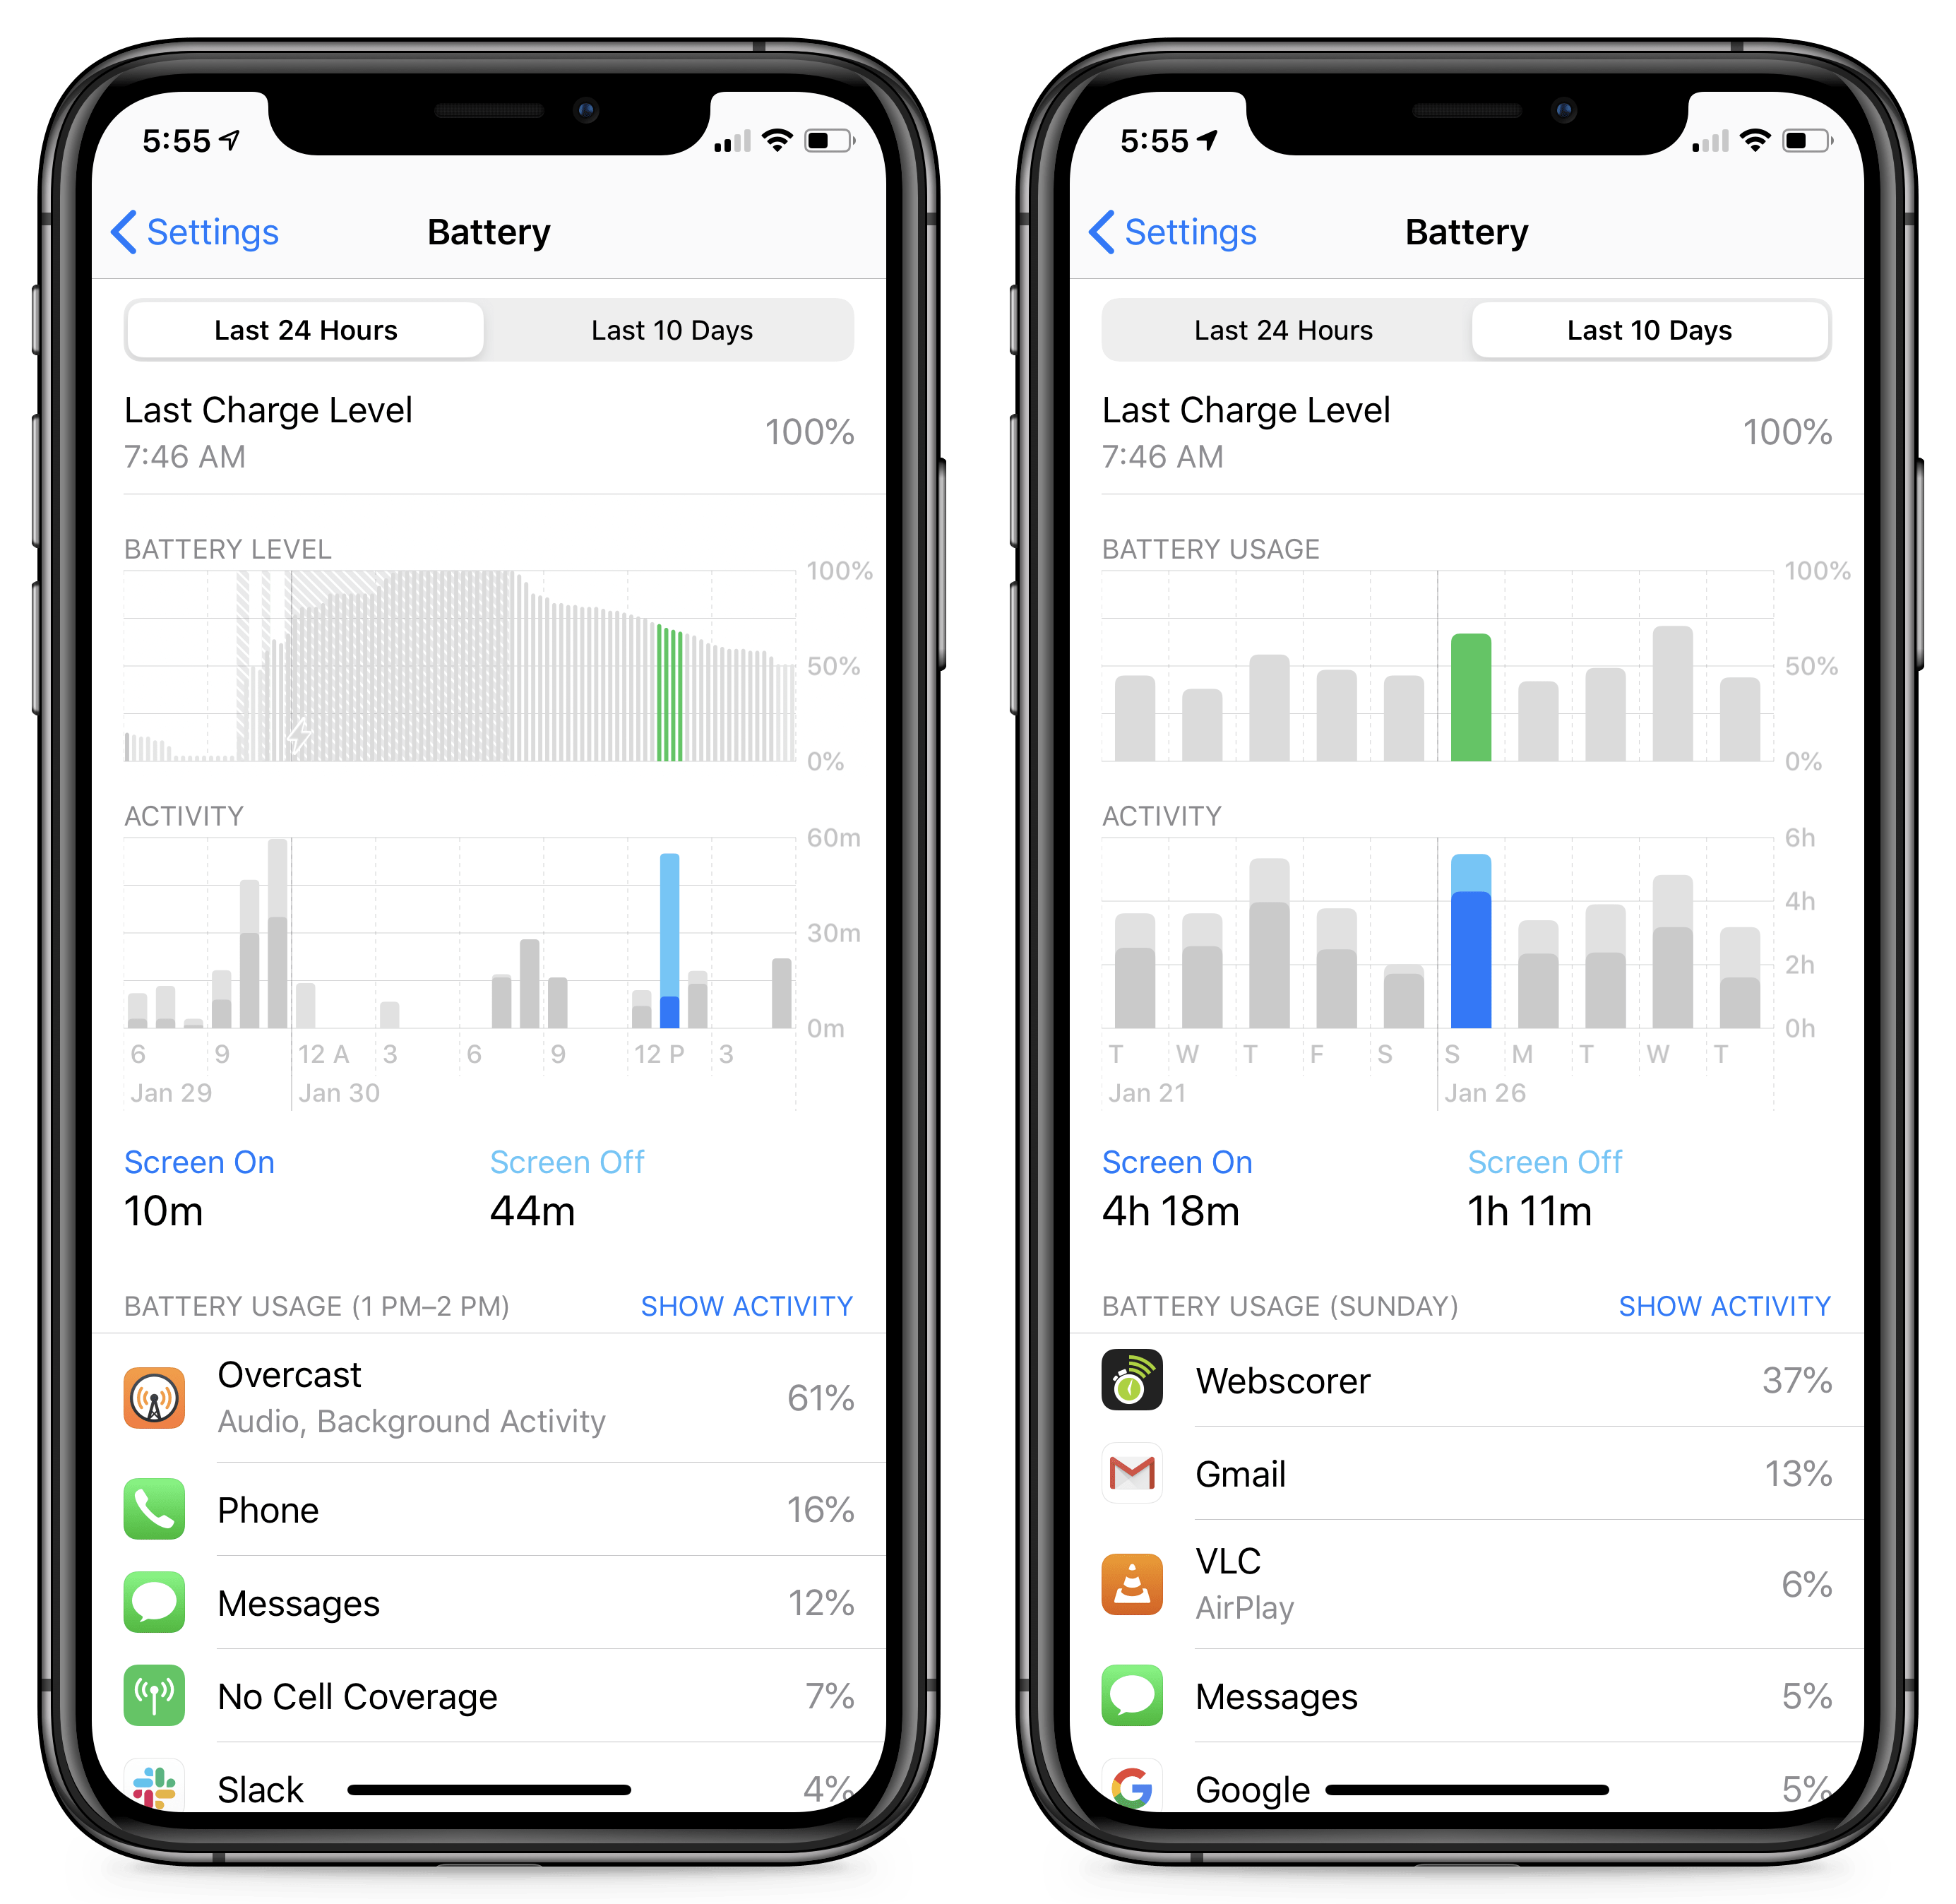 5:55
Settings
Battery
Last 24 Hours
Last 10 Days
Last Charge Level
7:46 AM
100%
BATTERY LEVEL
100%
50%
0%
ACTIVITY
60m
30m
0m
6 9 12 A 3 6 9 12 P 3
Jan 29 Jan 30
Screen On
Screen Off
10m
44m
BATTERY USAGE (1 PM–2 PM)
SHOW ACTIVITY
Overcast
Audio, Background Activity
61%
Phone
16%
Messages
12%
No Cell Coverage
7%
Slack
4%
5:55
Settings
Battery
Last 24 Hours
Last 10 Days
Last Charge Level
7:46 AM
100%
BATTERY USAGE
100%
50%
0%
ACTIVITY
6h
4h
2h
0h
T W T F S S M T W T
Jan 21 Jan 26
Screen On
Screen Off
4h 18m
1h 11m
BATTERY USAGE (SUNDAY)
SHOW ACTIVITY
Webscorer
37%
Gmail
13%
VLC
AirPlay
6%
Messages
5%
Google
5%